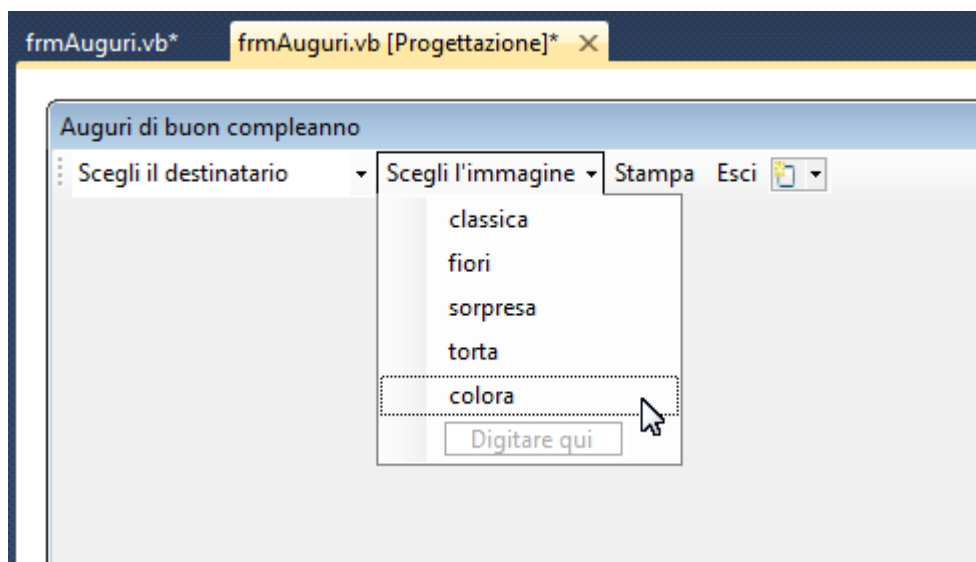 frmAuguri.vb* frmAuguri.vb [Progettazione]*
Auguri di buon compleanno
Scegli il destinatario Scegli l'immagine Stampa Esci
classica
fiori
sorpresa
torta
colora
Digitare qui